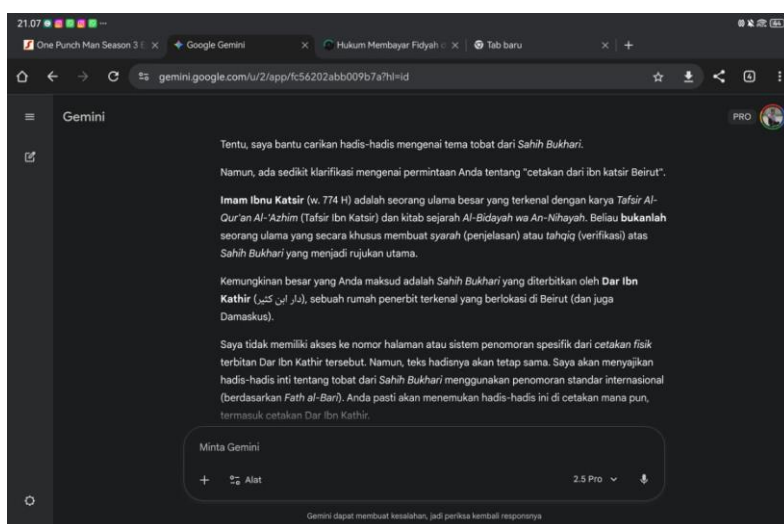 21.07
64
One Punch Man Season 3 E
Google Gemini
Hukum Membayar Fidyah
Tab baru
gemini.google.com/u/2/app/fc56202abb009b7a?hl=id
4
Gemini
PRO
Tentu, saya bantu carikan hadis-hadis mengenai tema tobat dari Sahih Bukhari.
Namun, ada sedikit klarifikasi mengenai permintaan Anda tentang "cetakan dari ibn katsir Beirut".
Imam Ibnu Katsir (w. 774 H) adalah seorang ulama besar yang terkenal dengan karya Tafsir Al-
Qur'an Al-'Azhim (Tafsir Ibn Katsir) dan kitab sejarah Al-Bidayah wa An-Nihayah. Beliau bukanlah
seorang ulama yang secara khusus membuat syarah (penjelasan) atau tahqiq (verifikasi) atas
Sahih Bukhari yang menjadi rujukan utama.
Kemungkinan besar yang Anda maksud adalah Sahih Bukhari yang diterbitkan oleh Dar Ibn
Kathir (دار ابن كثير), sebuah rumah penerbit terkenal yang berlokasi di Beirut (dan juga
Damaskus).
Saya tidak memiliki akses ke nomor halaman atau sistem penomoran spesifik dari cetakan fisik
terbitan Dar Ibn Kathir tersebut. Namun, teks hadisnya akan tetap sama. Saya akan menyajikan
hadis-hadis inti tentang tobat dari Sahih Bukhari menggunakan penomoran standar internasional
(berdasarkan Fath al-Bari). Anda pasti akan menemukan hadis-hadis ini di cetakan mana pun,
termasuk cetakan Dar Ibn Kathir.
Minta Gemini
Alat
2.5 Pro
Gemini dapat membuat kesalahan, jadi periksa kembali responsnya